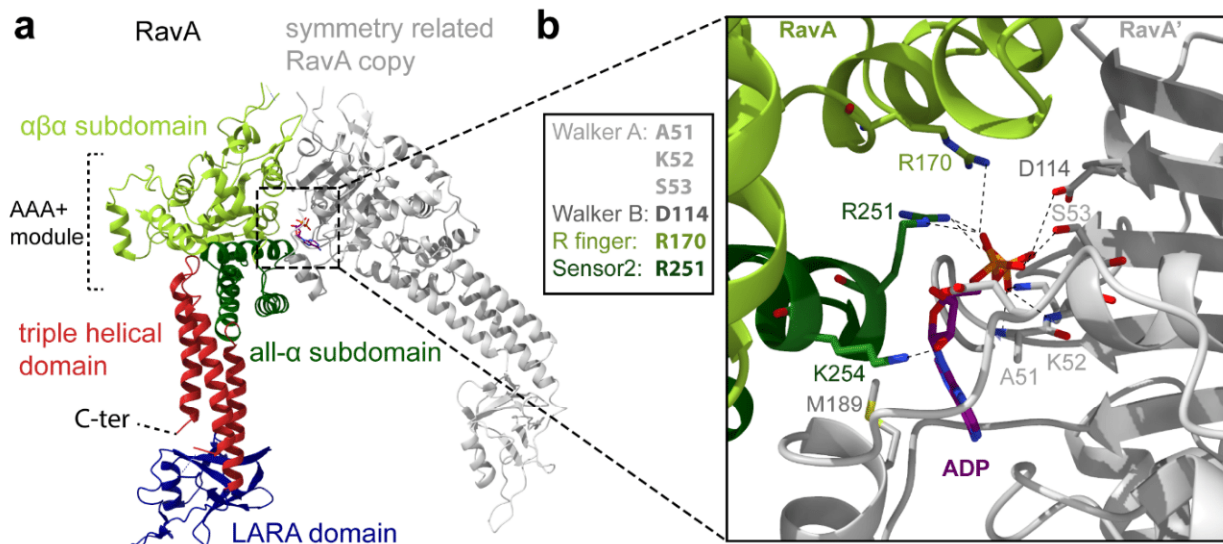 a
RavA
symmetry related
RavA copy
αβα subdomain
AAA+
module
triple helical
domain
all-α subdomain
C-ter
LARA domain
b
Walker A: A51
K52
S53
Walker B: D114
R finger: R170
Sensor2: R251
RavA
RavA'
R170
D114
R251
S53
K254
K52
A51
M189
ADP